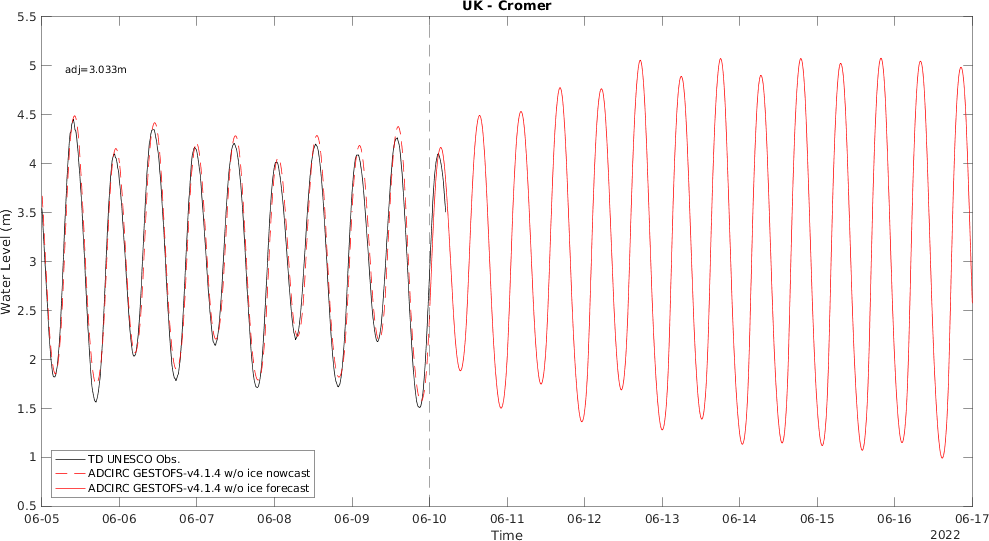 UK - Cromer
5.5
5
4.5
4
3.5
3
2.5
2
1.5
1
0.5
Water Level (m)
adj=3.033m
TD UNESCO Obs.
ADCIRC GESTOFS-v4.1.4 w/o ice nowcast
ADCIRC GESTOFS-v4.1.4 w/o ice forecast
06-05 06-06 06-07 06-08 06-09 06-10 06-11 06-12 06-13 06-14 06-15 06-16 06-17
Time
2022